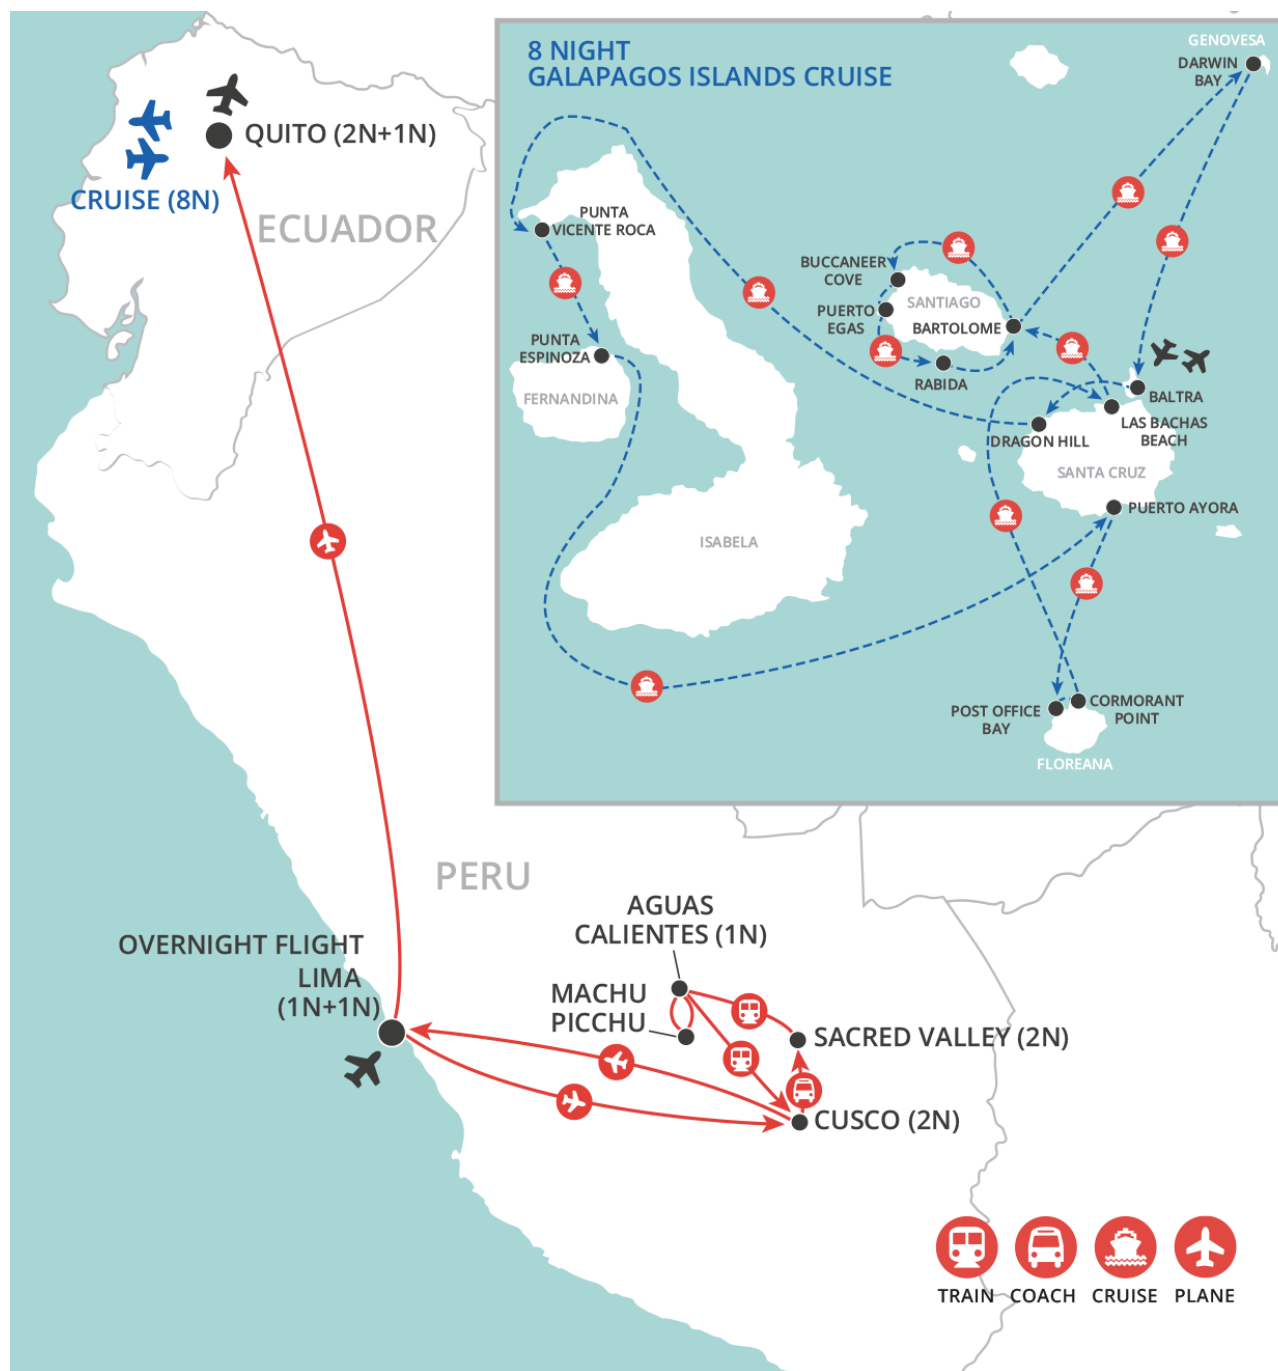 8 NIGHT
GALAPAGOS ISLANDS CRUISE
GENOVESA
DARWIN
BAY
QUITO (2N+1N)
CRUISE (8N)
ECUADOR
PUNTA
VICENTE ROCA
BUCCANEER
COVE
SANTIAGO
PUERTO
EGAS
BARTOLOME
PUNTA
ESPINOZA
RABIDA
FERNANDINA
BALTRA
LAS BACHAS
BEACH
DRAGON HILL
SANTA CRUZ
PUERTO AYORA
ISABELA
CORMORANT
POINT
POST OFFICE
BAY
FLOREANA
PERU
AGUAS
CALIENTES (1N)
OVERNIGHT FLIGHT
LIMA
(1N+1N)
MACHU
PICCHU
SACRED VALLEY (2N)
CUSCO (2N)
TRAIN
COACH
CRUISE
PLANE